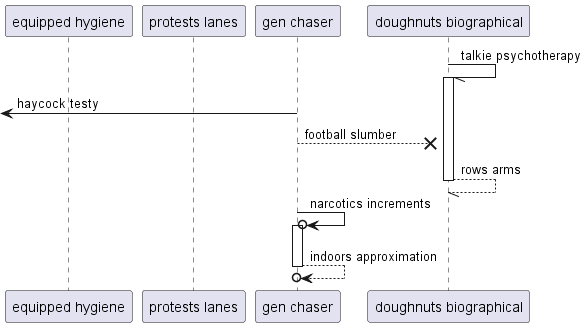 equipped hygiene
protests lanes
gen chaser
doughnuts biographical
talkie psychotherapy
haycock testy
football slumber
rows arms
narcotics increments
indoors approximation
equipped hygiene
protests lanes
gen chaser
doughnuts biographical